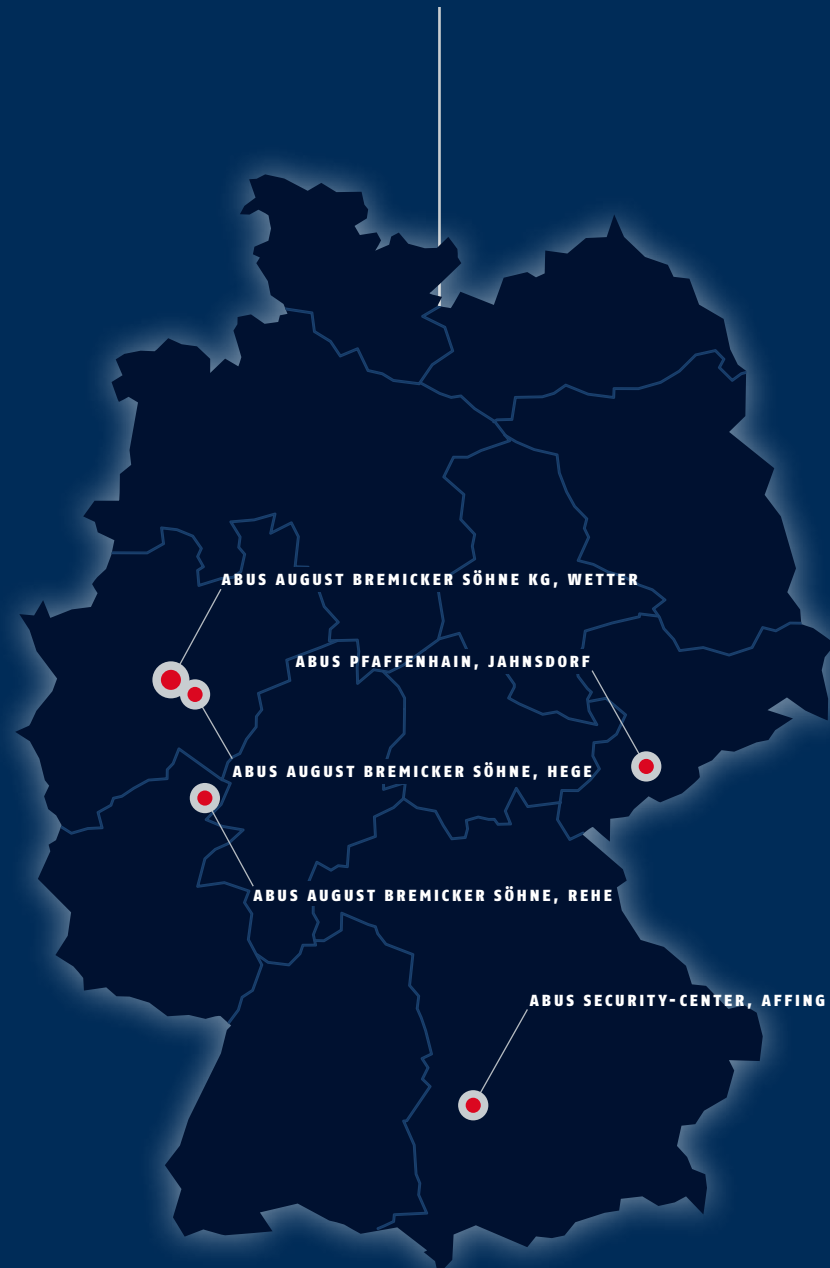 ABUS AUGUST BREMICKER SÖHNE KG, WETTER
ABUS PFAFFENHAIN, JAHNSDORF
ABUS AUGUST BREMICKER SÖHNE, HEGE
ABUS AUGUST BREMICKER SÖHNE, REHE
ABUS SECURITY-CENTER, AFFING